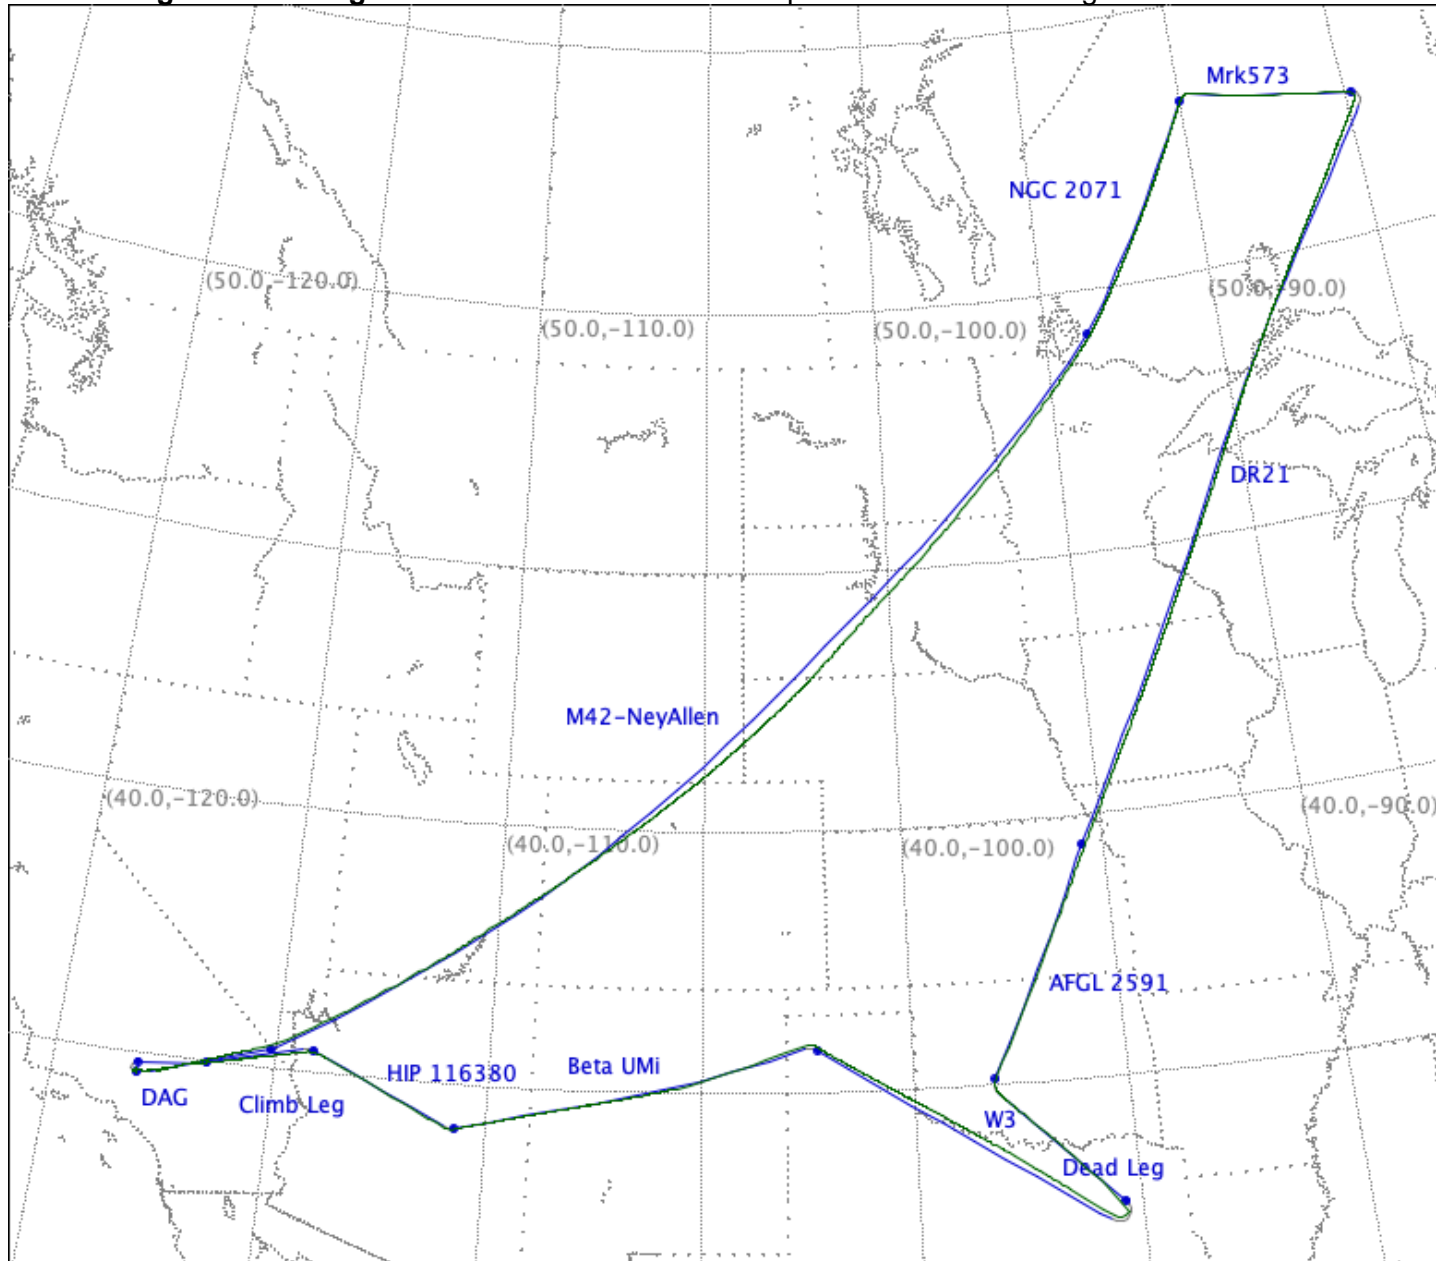 Mrk573
NGC 2071
(50.0,−120.0)
(50.0,−90.0)
(50.0,−110.0)
(50.0,−100.0)
DR21
M42−NeyAllen
(40.0,−120.0)
(40.0,−90.0)
(40.0,−110.0)
(40.0,−100.0)
AFGL 2591
Beta UMi
HIP 116380
DAG
Climb Leg
W3
Dead Leg